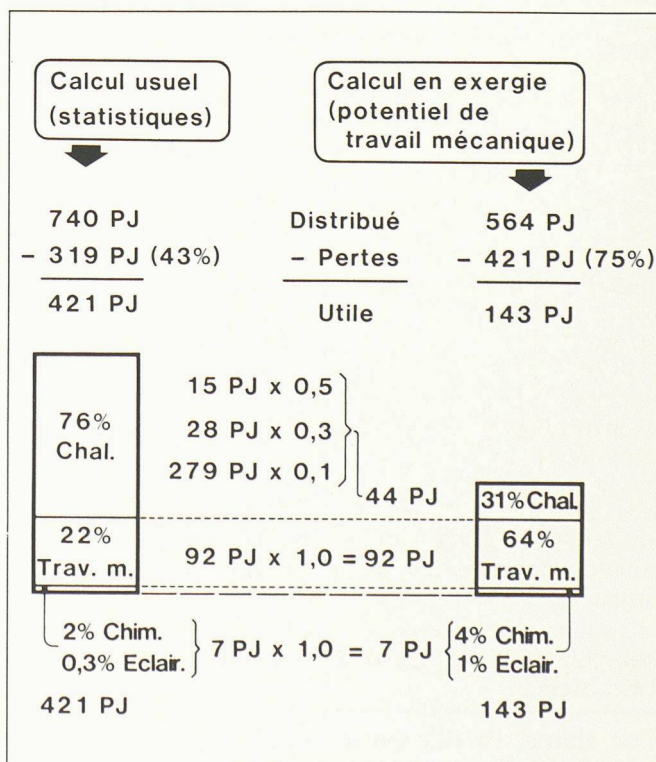 Calcul usuel
(statistiques)
Calcul en exergie
(potentiel de
travail mécanique)
740 PJ Distribué 564 PJ
– 319 PJ (43%) – Pertes – 421 PJ (75%)
421 PJ Utile 143 PJ
76%
Chal.
22%
Trav. m.
15 PJ x 0,5
28 PJ x 0,3
279 PJ x 0,1
44 PJ
92 PJ x 1,0 = 92 PJ
31% Chal.
64%
Trav. m.
2% Chim.
0,3% Eclair.
7 PJ x 1,0 = 7 PJ
4% Chim.
1% Eclair.
421 PJ 143 PJ